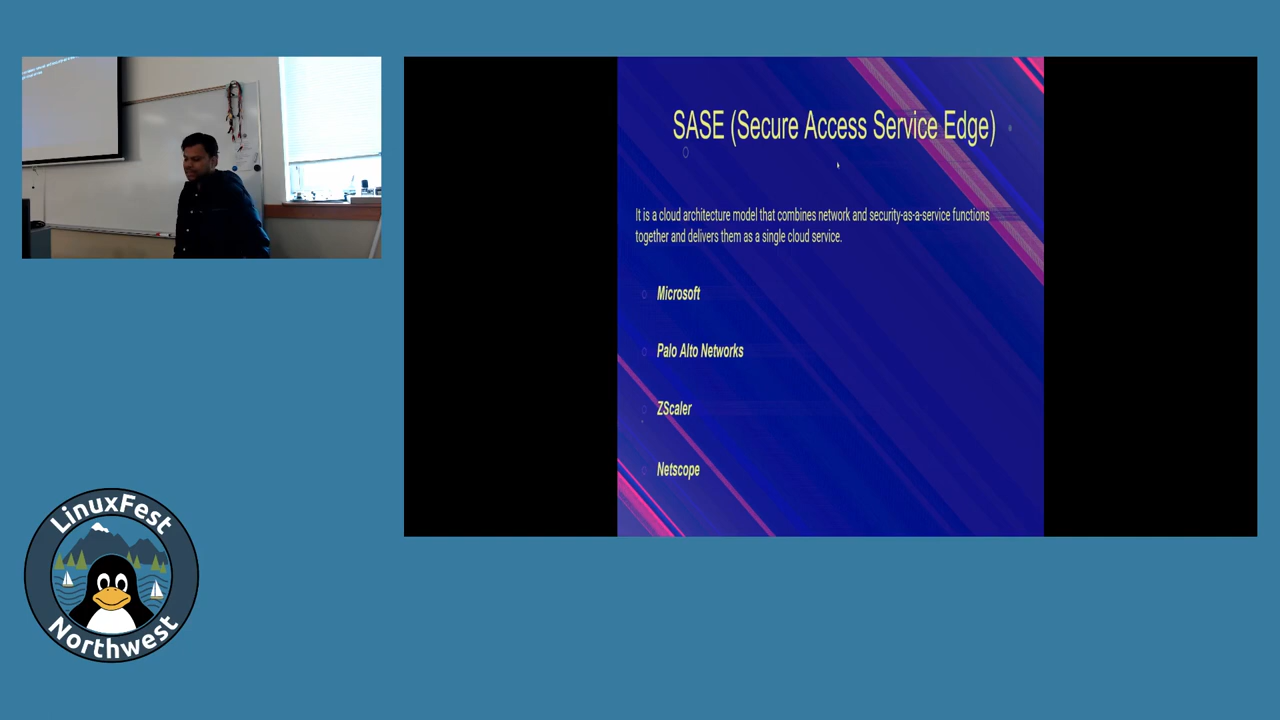 SASE (Secure Access Service Edge)
It is a cloud architecture model that combines network and security-as-a-service functions
together and delivers them as a single cloud service.
Microsoft
Palo Alto Networks
ZScaler
Netscope
LinuxFest
Northwest